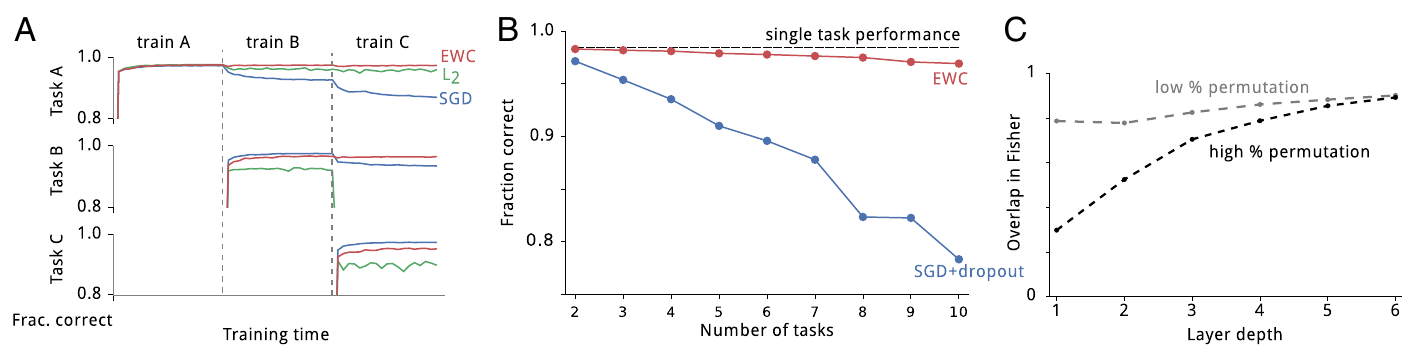 A
train A
train B
train C
Task A
1.0
0.8
EWC
L2
SGD
Task B
1.0
0.8
Task C
1.0
0.8
Frac. correct
Training time
B
Fraction correct
1.0
0.9
0.8
single task performance
EWC
SGD+dropout
2
3
4
5
6
7
8
9
10
Number of tasks
C
Overlap in Fisher
1
0
low % permutation
high % permutation
1
2
3
4
5
6
Layer depth